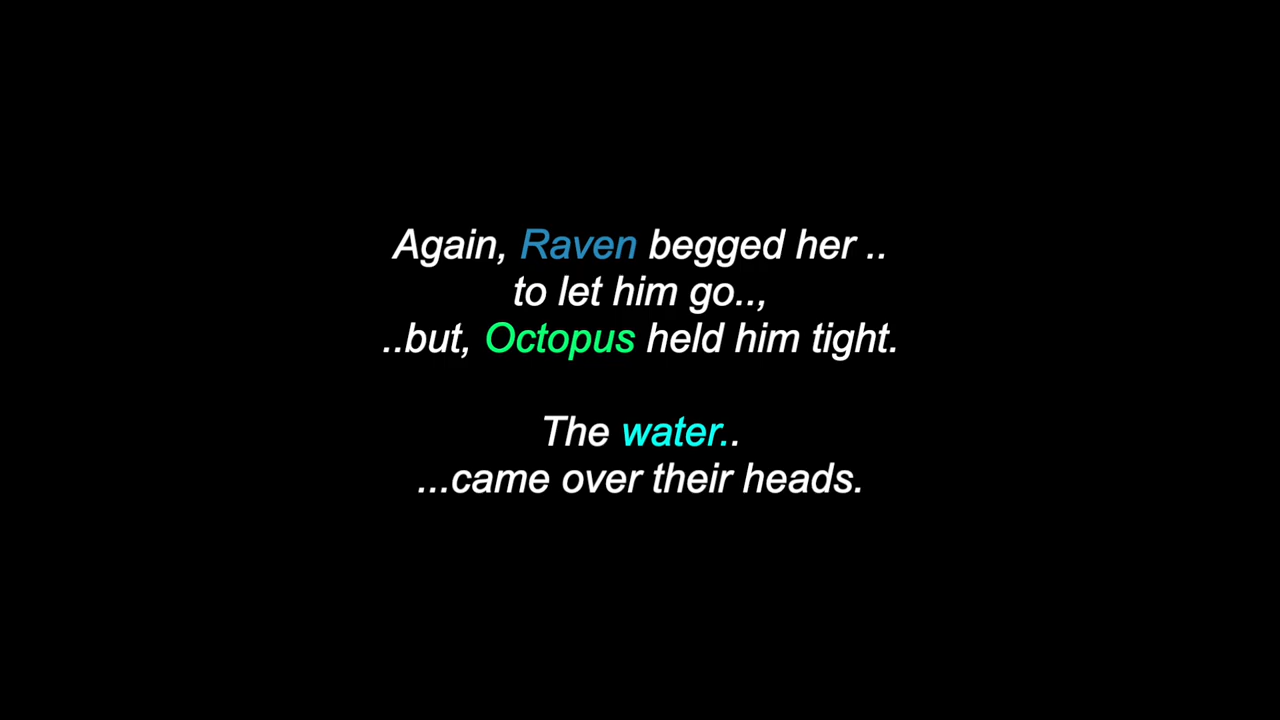 Again, Raven begged her ..
to let him go..,
..but, Octopus held him tight.
The water..
...came over their heads.